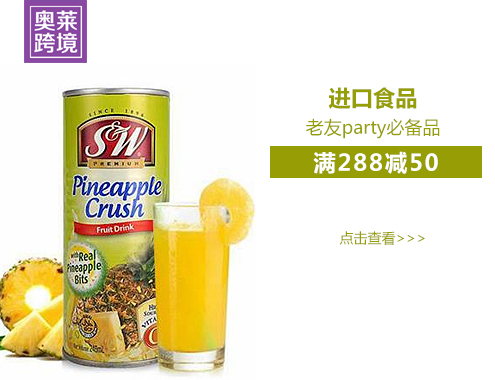 奥莱
跨境
进口食品
老友party必备品
满288减50
点击查看>>>
SINCE 1896
S&W
PREMIUM
Pineapple
Crush
Fruit Drink
with Real
Pineapple
Bits